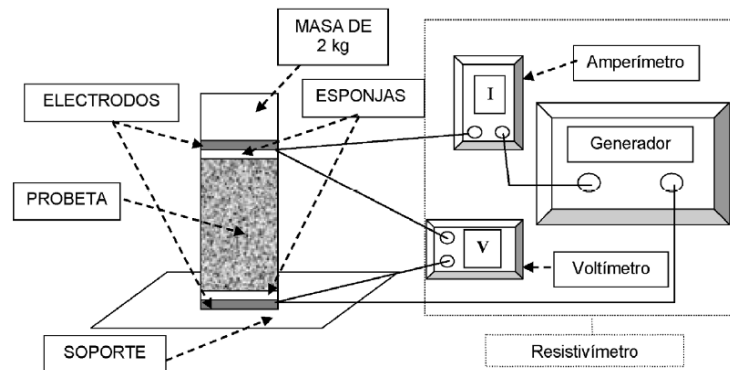 MASA DE
2 kg
ELECTRODOS
ESPONJAS
PROBETA
SOPORTE
I
Amperímetro
Generador
V
Voltímetro
Resistivímetro